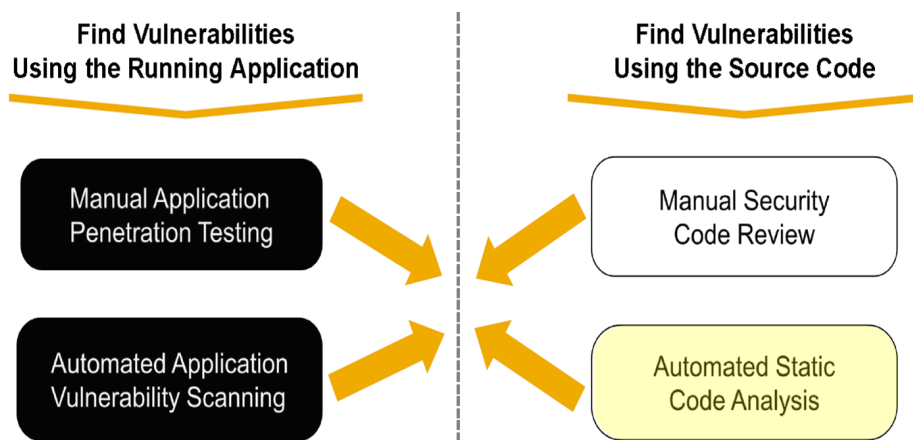 Find Vulnerabilities
Using the Running Application
Manual Application
Penetration Testing
Automated Application
Vulnerability Scanning
Find Vulnerabilities
Using the Source Code
Manual Security
Code Review
Automated Static
Code Analysis